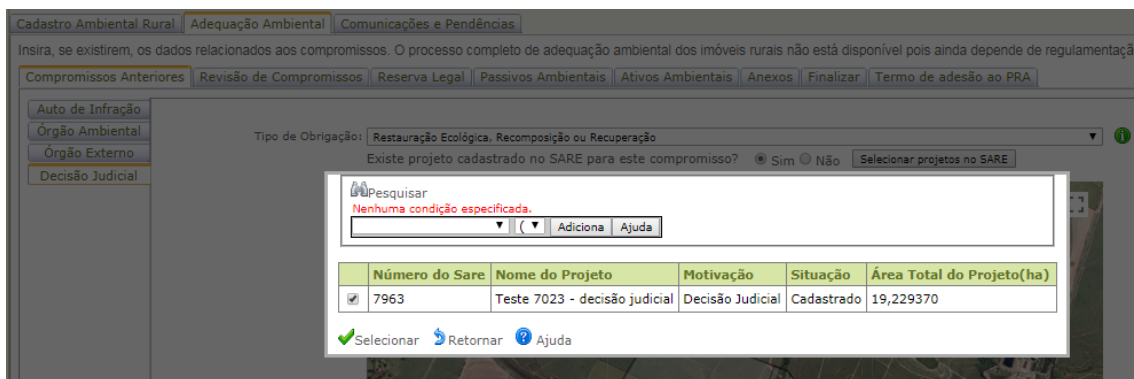 Cadastro Ambiental Rural Adequação Ambiental Comunicações e Pendências
Insira, se existirem, os dados relacionados aos compromissos. O processo completo de adequação ambiental dos imóveis rurais não está disponível pois ainda depende de regulamentaçã
Compromissos Anteriores Revisão de Compromissos Reserva Legal Passivos Ambientais Ativos Ambientais Anexos Finalizar Termo de adesão ao PRA
Auto de Infração
Órgão Ambiental
Órgão Externo
Decisão Judicial
Tipo de Obrigação: Restauração Ecológica, Recomposição ou Recuperação
Existe projeto cadastrado no SARE para este compromisso? Sim Não Selecionar projetos no SARE
Pesquisar
Nenhuma condição especificada.
( Adiciona Ajuda
Número do Sare Nome do Projeto Motivação Situação Área Total do Projeto(ha)
7963 Teste 7023 - decisão judicial Decisão Judicial Cadastrado 19,229370
Selecionar Retornar Ajuda